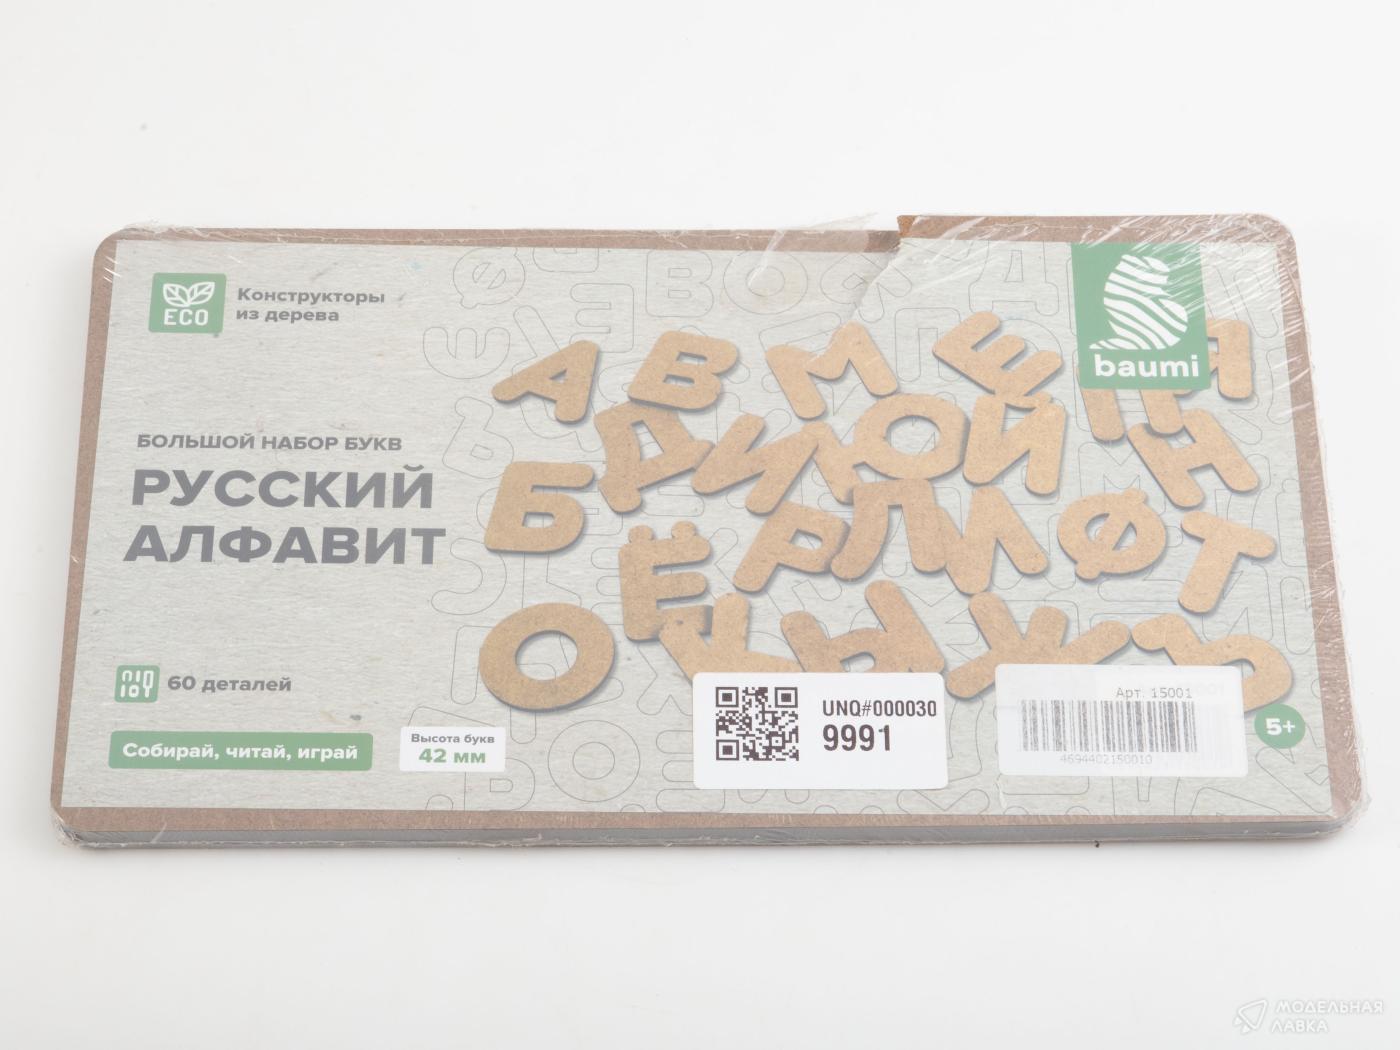 ECO
Конструкторы
из дерева
baumi
БОЛЬШОЙ НАБОР БУКВ
РУССКИЙ
АЛФАВИТ
А В М Ш Я
Д И Ю Й Н
Б Ё Р Л И Ф Т
О К Ы Ж
60 деталей
Собирай, читай, играй
Высота букв
42 мм
UNQ#000030
9991
Арт. 15001
4694402150010
5+
МОДЕЛЬНАЯ
ЛАВКА